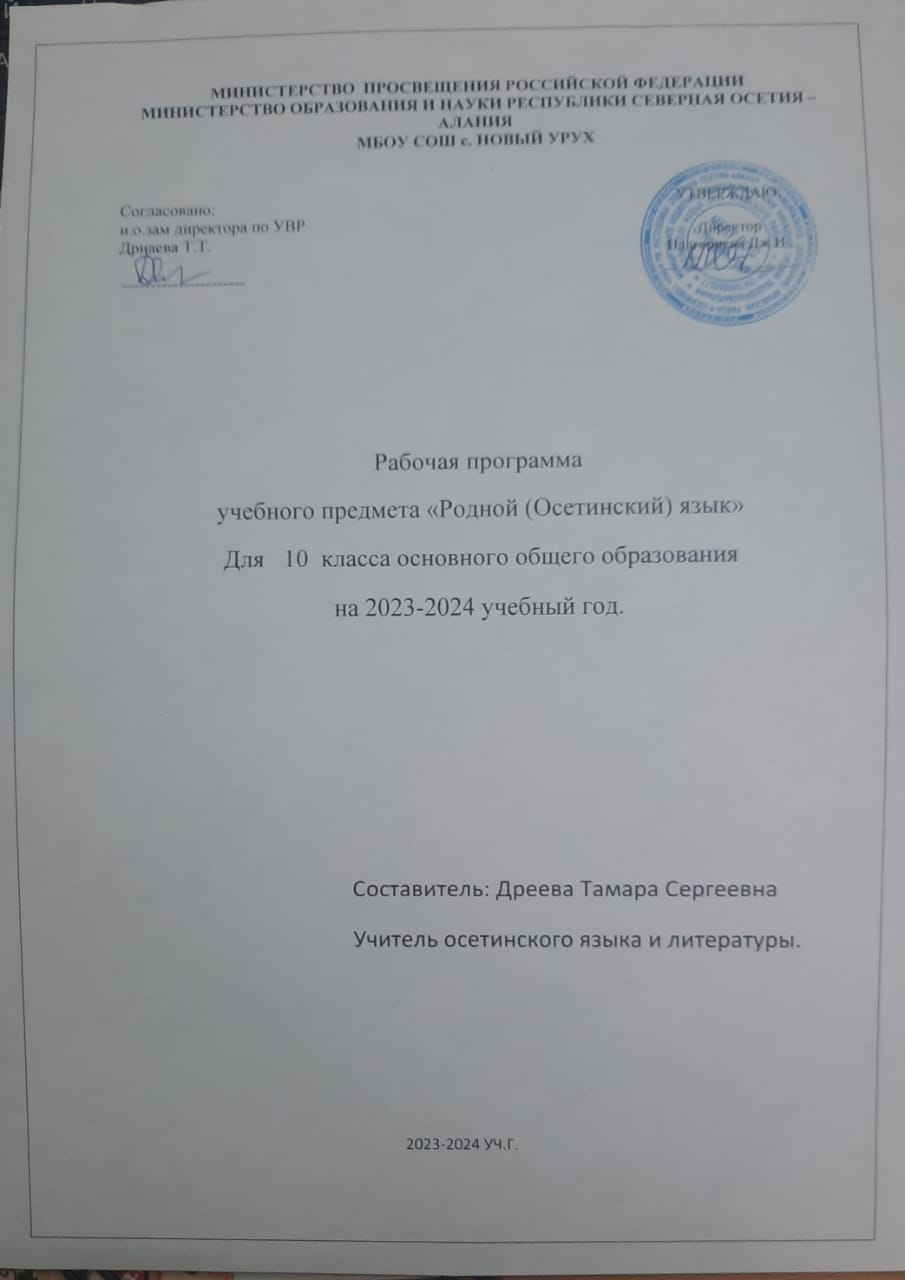 МИНИСТЕРСТВО ПРОСВЕЩЕНИЯ РОССИЙСКОЙ ФЕДЕРАЦИИ
МИНИСТЕРСТВО ОБРАЗОВАНИЯ И НАУКИ РЕСПУБЛИКИ СЕВЕРНАЯ ОСЕТИЯ –
АЛАНИЯ
МБОУ СОШ с. НОВЫЙ УРУХ
Согласовано:
и.о.зам директора по УВР
Дриаева Т.Г.
УТВЕРЖДАЮ
Директор
Дж.И.
Рабочая программа
учебного предмета «Родной (Осетинский) язык»
Для 10 класса основного общего образования
на 2023-2024 учебный год.
Составитель: Дреева Тамара Сергеевна
Учитель осетинского языка и литературы.
2023-2024 УЧ.Г.